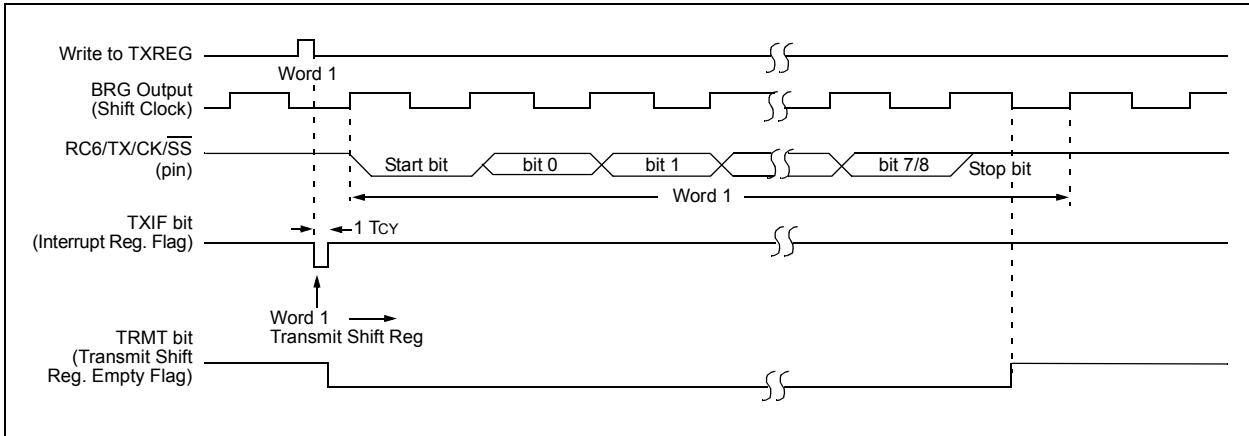 Write to TXREG
Word 1
BRG Output
(Shift Clock)
RC6/TX/CK/SS
(pin)
Start bit
bit 0
bit 1
bit 7/8
Stop bit
Word 1
TXIF bit
(Interrupt Reg. Flag)
1 TCY
Word 1
Transmit Shift Reg
TRMT bit
(Transmit Shift
Reg. Empty Flag)